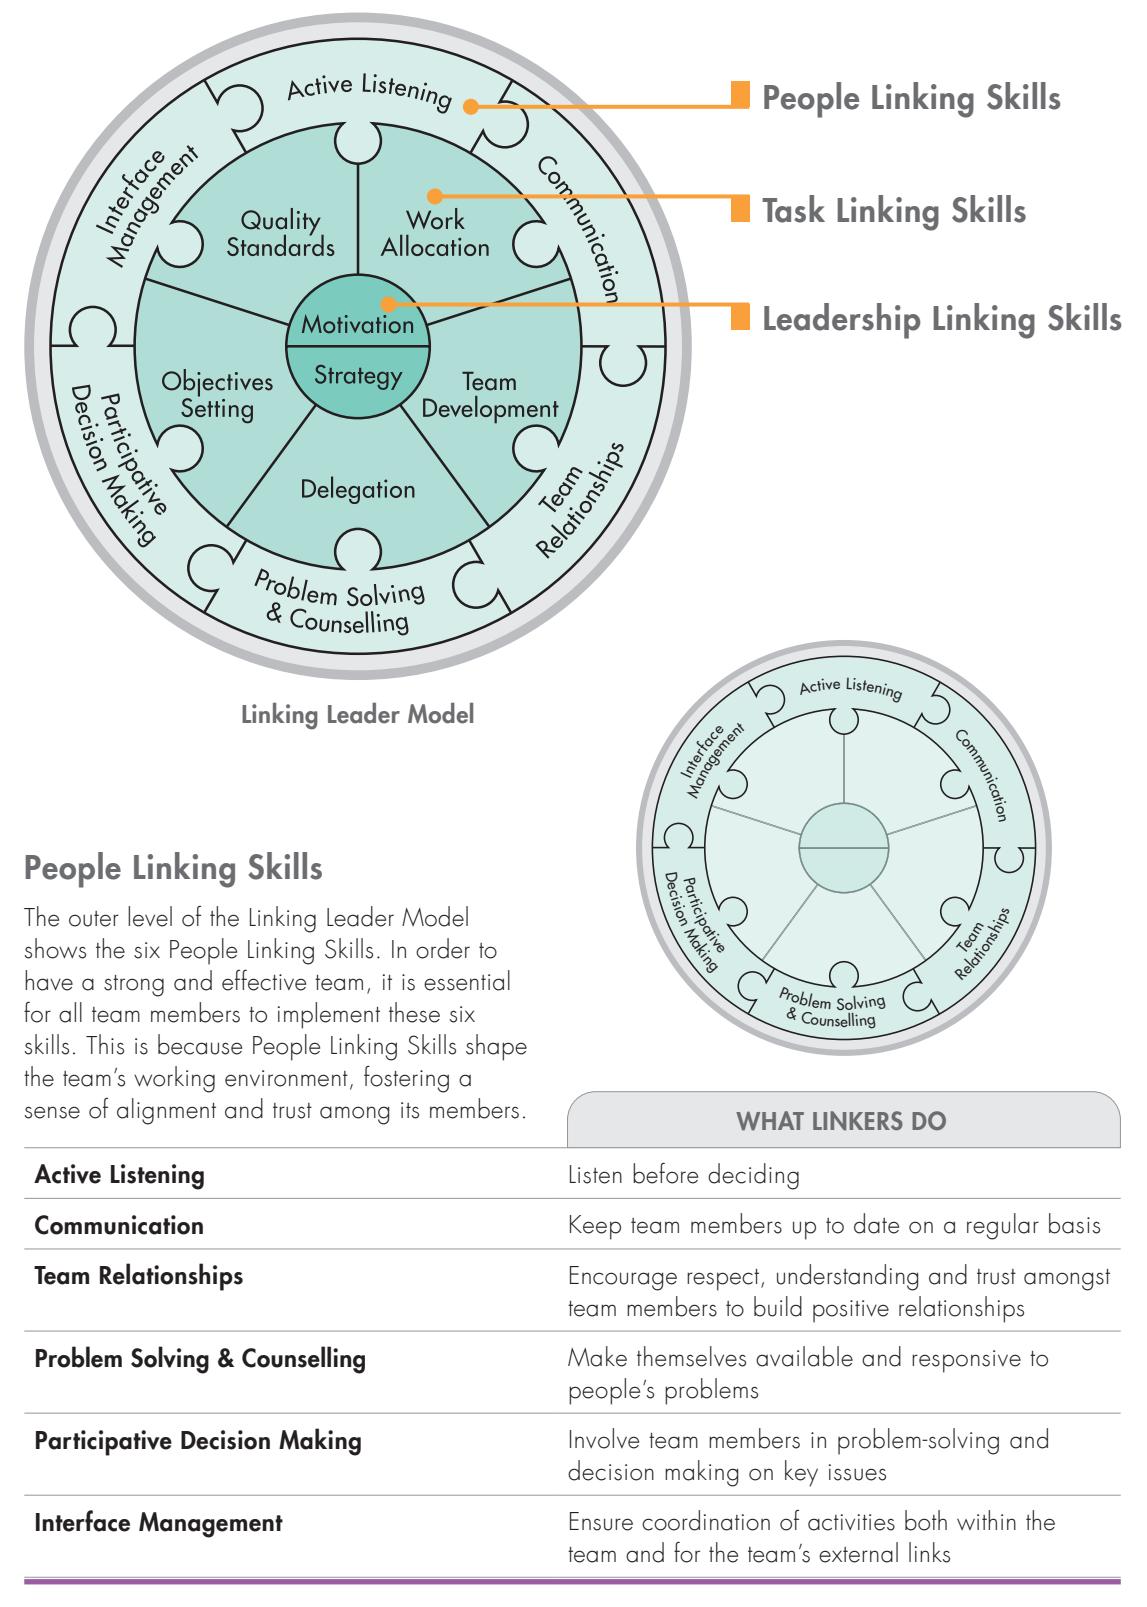 Active Listening
Communication
Interface
Management
Quality
Standards
Work
Allocation
Motivation
Strategy
Objectives
Setting
Team
Development
Delegation
Participative
Decision Making
Team
Relationships
Problem Solving
& Counselling
People Linking Skills
Task Linking Skills
Leadership Linking Skills
Linking Leader Model
Active Listening
Communication
Interface
Management
Participative
Decision Making
Team
Relationships
Problem Solving
& Counselling
People Linking Skills
The outer level of the Linking Leader Model
shows the six People Linking Skills. In order to
have a strong and effective team, it is essential
for all team members to implement these six
skills. This is because People Linking Skills shape
the team's working environment, fostering a
sense of alignment and trust among its members.
WHAT LINKERS DO
Active Listening
Listen before deciding
Communication
Keep team members up to date on a regular basis
Team Relationships
Encourage respect, understanding and trust amongst
team members to build positive relationships
Problem Solving & Counselling
Make themselves available and responsive to
people's problems
Participative Decision Making
Involve team members in problem-solving and
decision making on key issues
Interface Management
Ensure coordination of activities both within the
team and for the team's external links